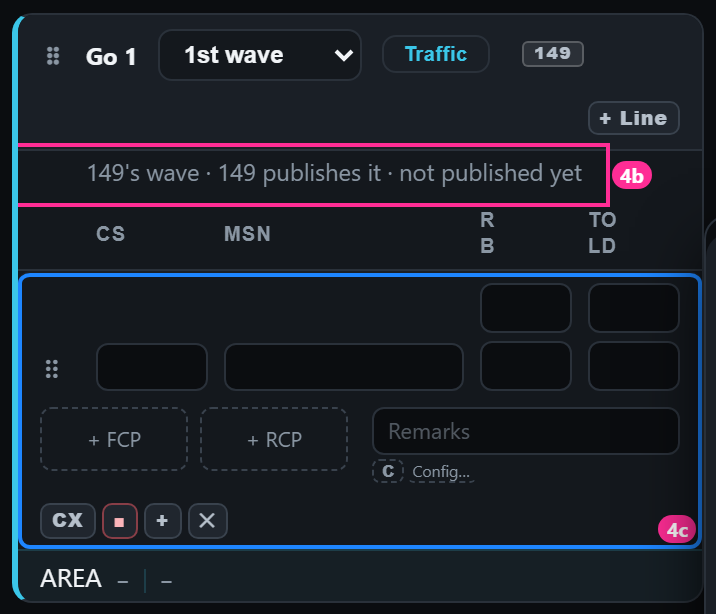 Go 1 1st wave Traffic 149
+ Line
149's wave · 149 publishes it · not published yet 4b
CS MSN R TO
B LD
+ FCP + RCP Remarks
C Config...
CX ■ + ✕ 4c
AREA – –